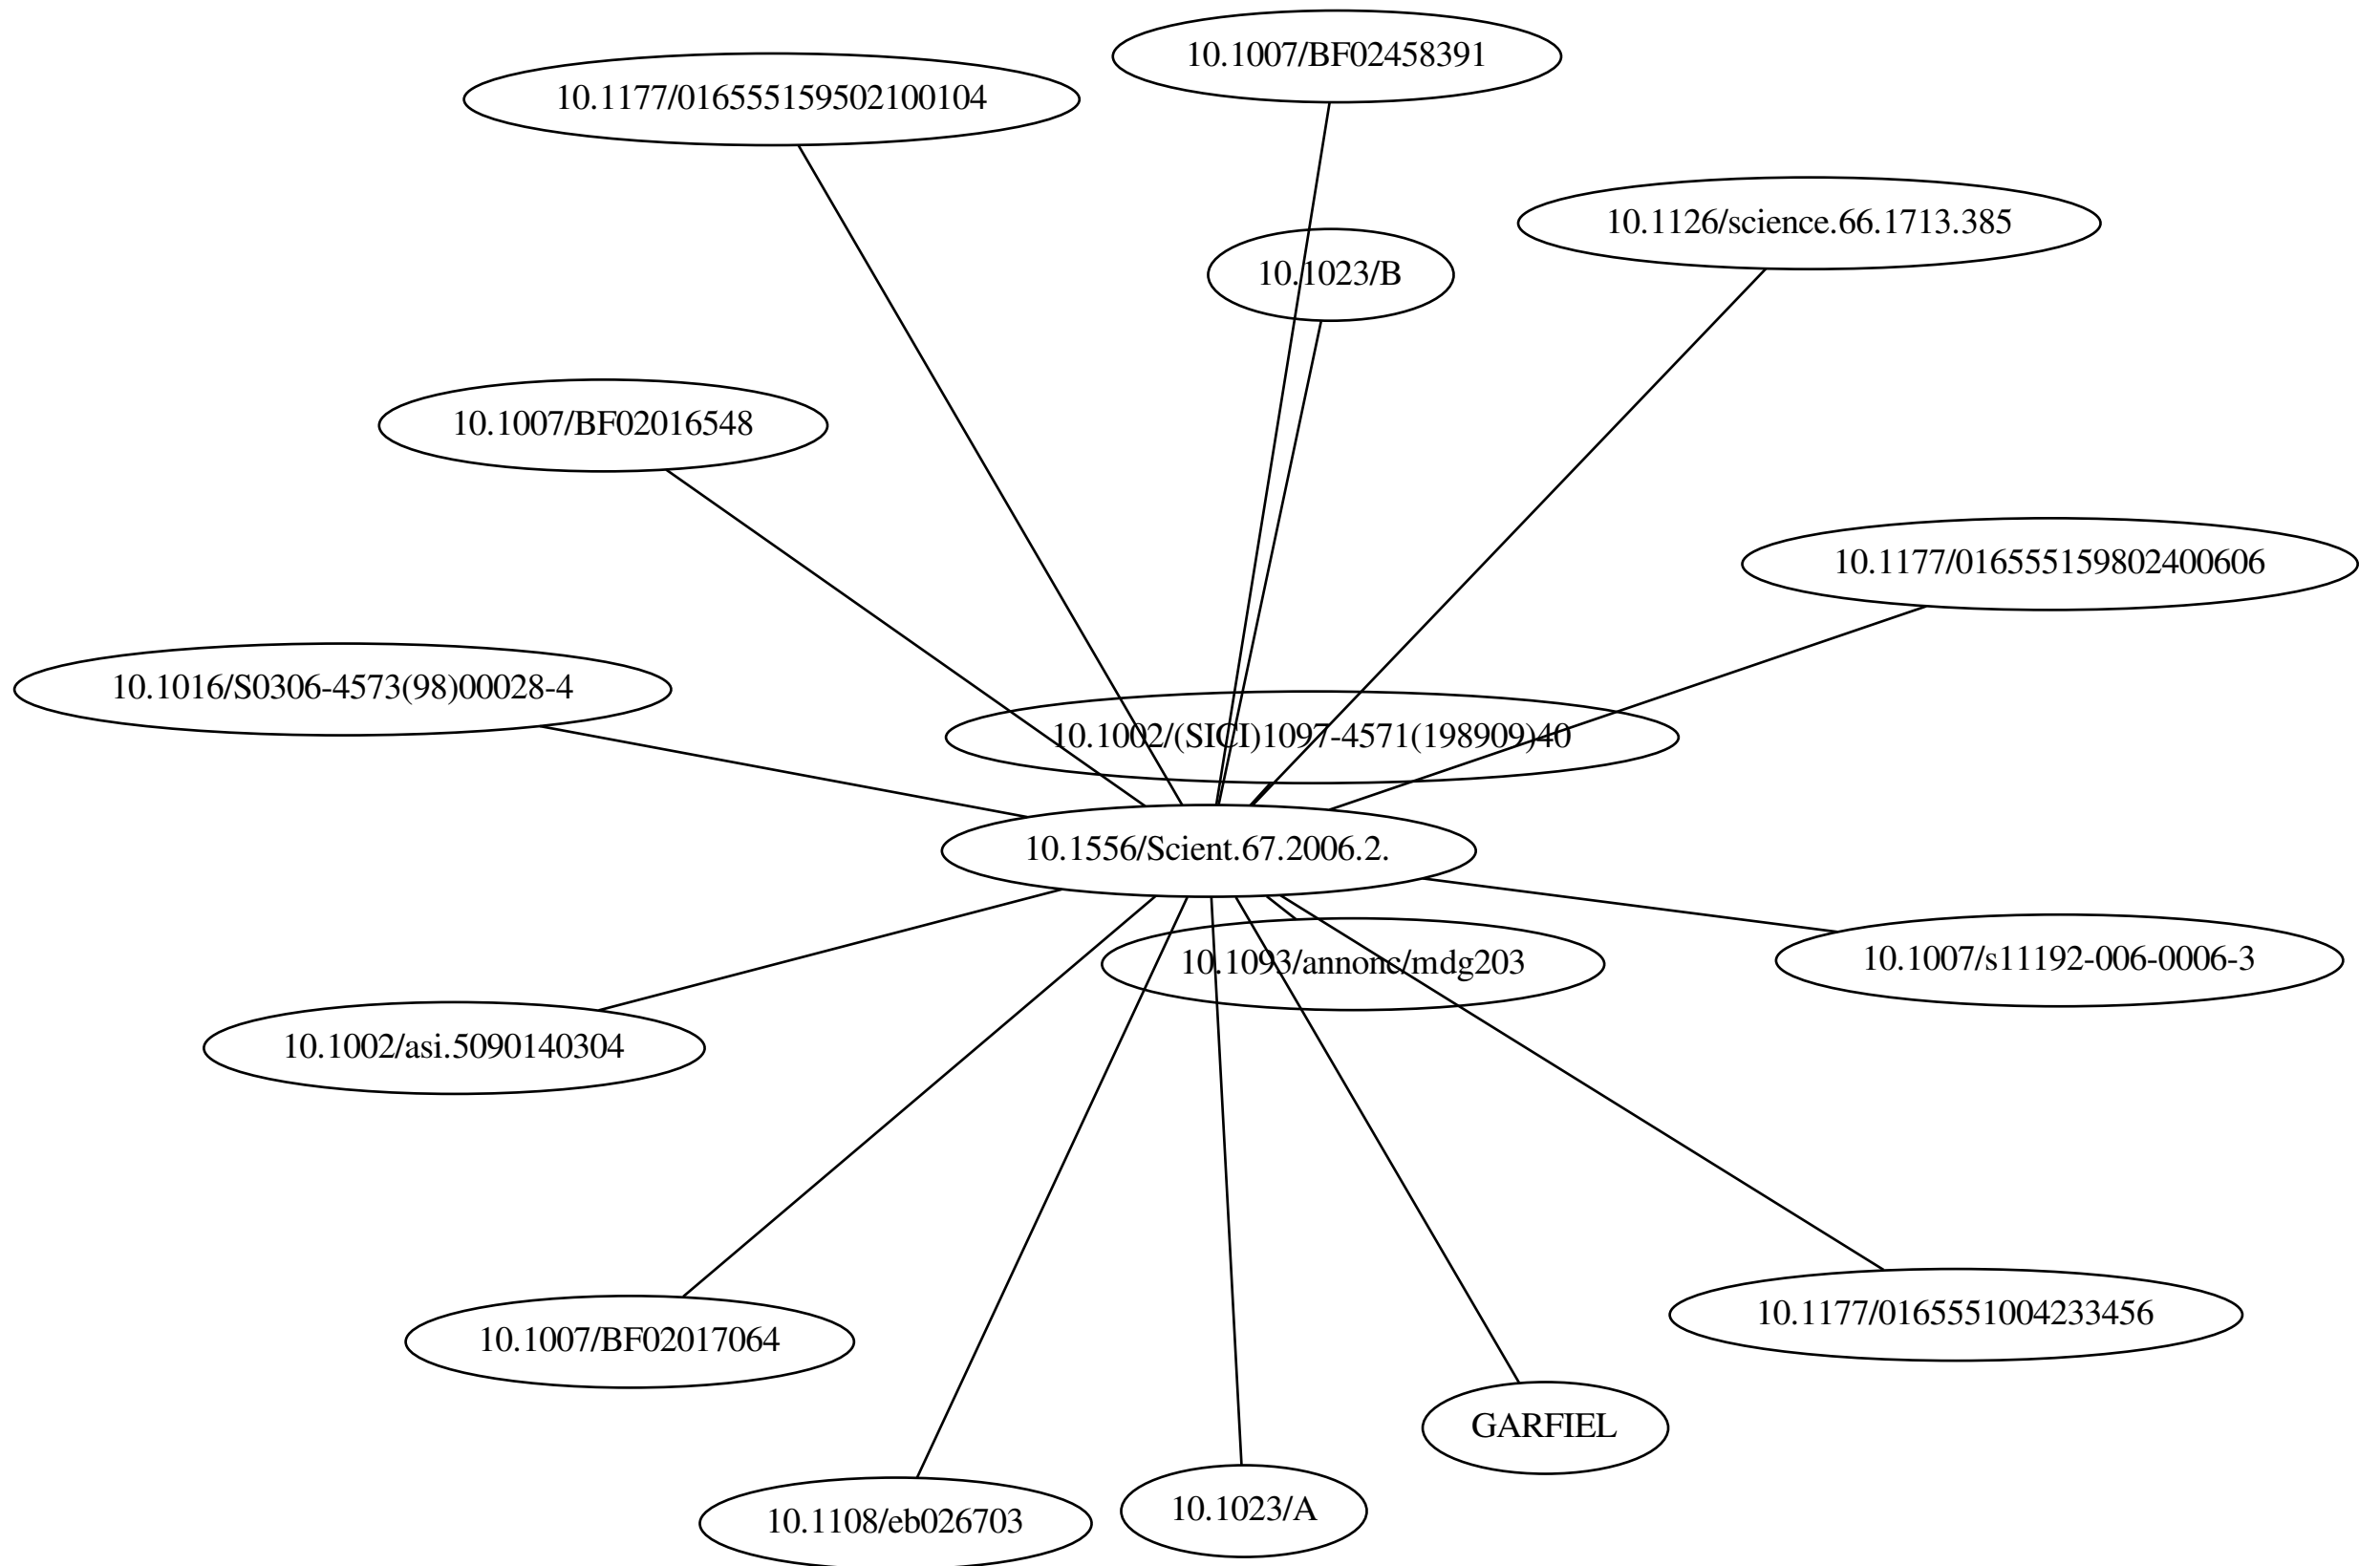 10.1007/BF02458391
10.1177/016555159502100104
10.1126/science.66.1713.385
10.1023/B
10.1007/BF02016548
10.1177/016555159802400606
10.1016/S0306-4573(98)00028-4
10.1002/(SICI)1097-4571(198909)40
10.1556/Scient.67.2006.2.
10.1007/s11192-006-0006-3
10.1093/annonc/mdg203
10.1002/asi.5090140304
10.1177/0165551004233456
10.1007/BF02017064
GARFIEL
10.1023/A
10.1108/eb026703